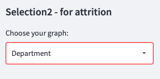 Selection2 - for attrition
Choose your graph:
Department